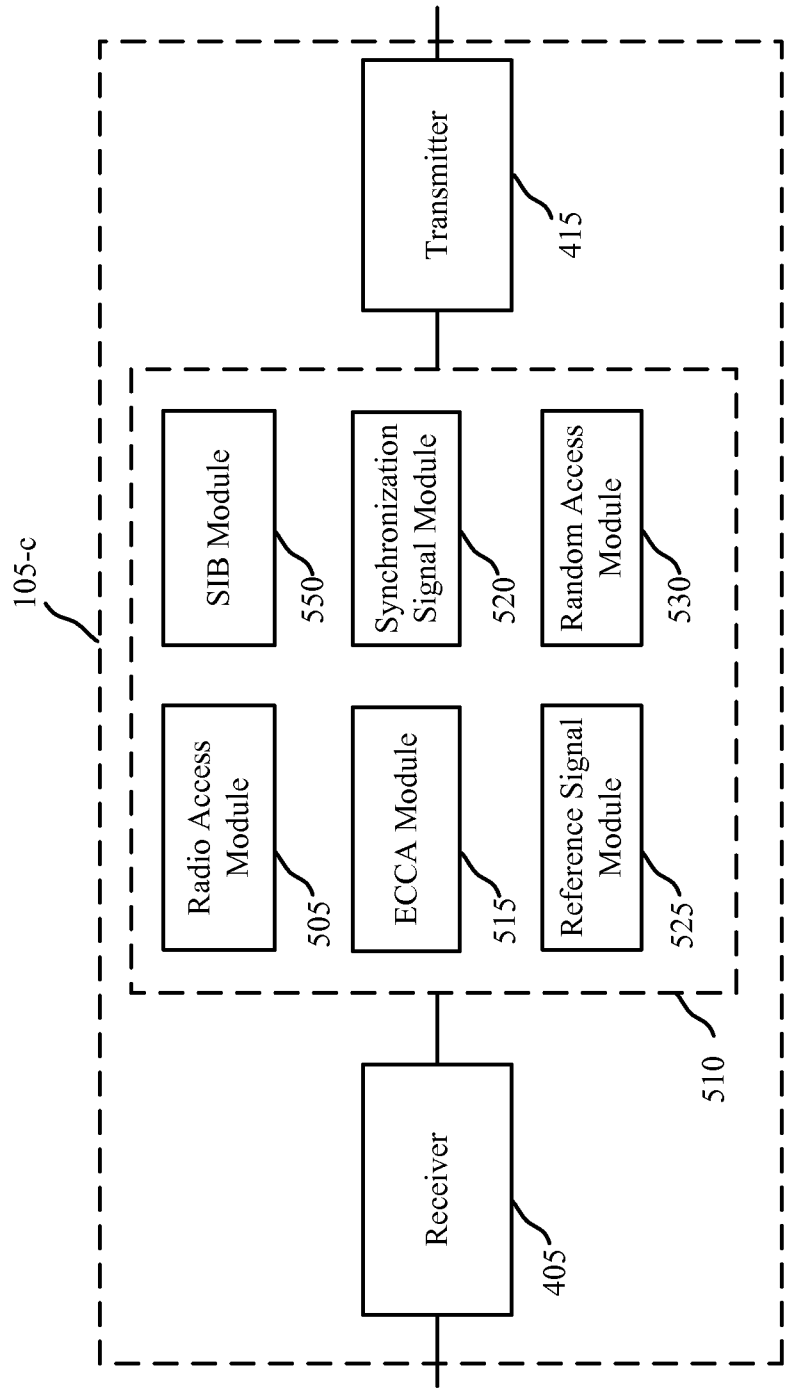 105-c
Receiver
405
Radio Access
Module
505
SIB Module
550
ECCA Module
515
Synchronization
Signal Module
520
Reference Signal
Module
525
Random Access
Module
530
510
Transmitter
415